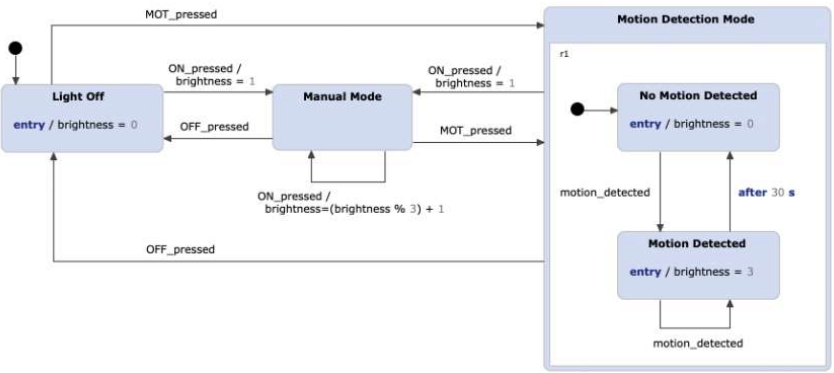 MOT_pressed
Motion Detection Mode
r1
ON_pressed /
brightness = 1
ON_pressed /
brightness = 1
Light Off
entry / brightness = 0
Manual Mode
No Motion Detected
entry / brightness = 0
OFF_pressed
MOT_pressed
ON_pressed /
brightness=(brightness % 3) + 1
motion_detected
after 30 s
OFF_pressed
Motion Detected
entry / brightness = 3
motion_detected